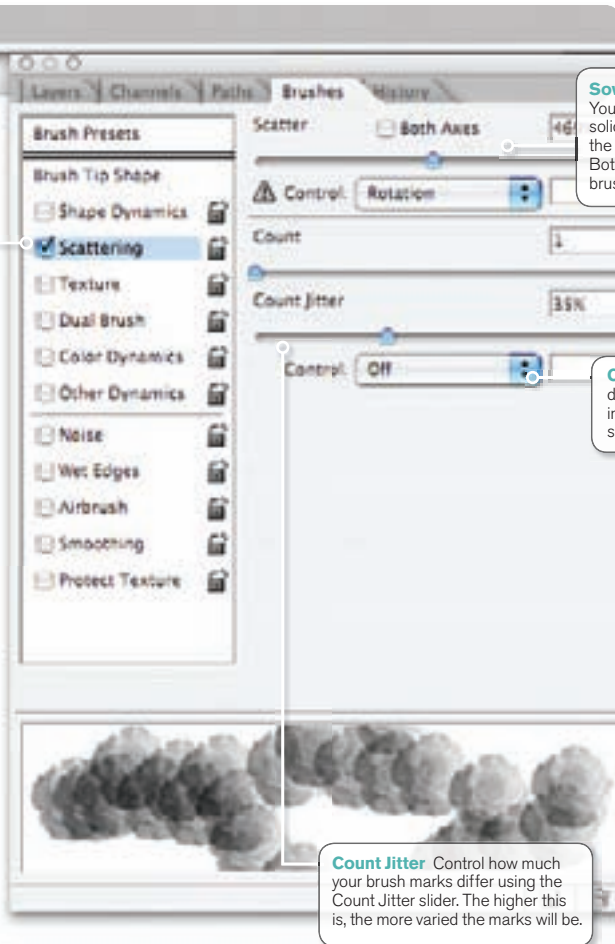 Layers Channels Paths Brushes History
Brush Presets
Brush Tip Shape
Shape Dynamics
Scattering
Texture
Dual Brush
Color Dynamics
Other Dynamics
Noise
Wet Edges
Airbrush
Smoothing
Protect Texture
Scatter Both Axes
Control: Rotation
Count 1
Count Jitter 35%
Control: Off
You
the
Count Jitter Control how much
your brush marks differ using the
Count Jitter slider. The higher this
is, the more varied the marks will be.